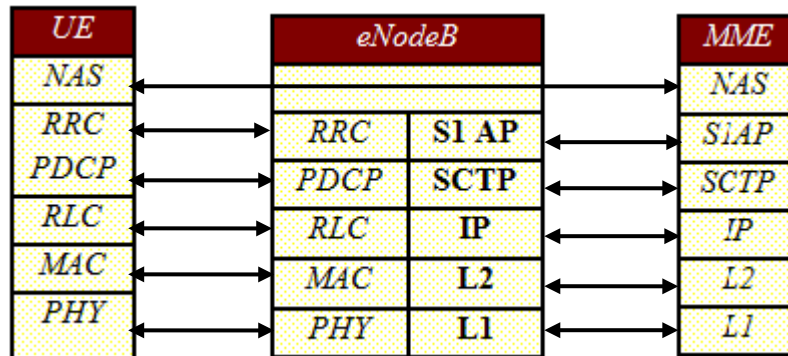 UE
eNodeB
MME
NAS
NAS
RRC
RRC
S1 AP
S1AP
PDCP
PDCP
SCTP
SCTP
RLC
RLC
IP
IP
MAC
MAC
L2
L2
PHY
PHY
L1
L1